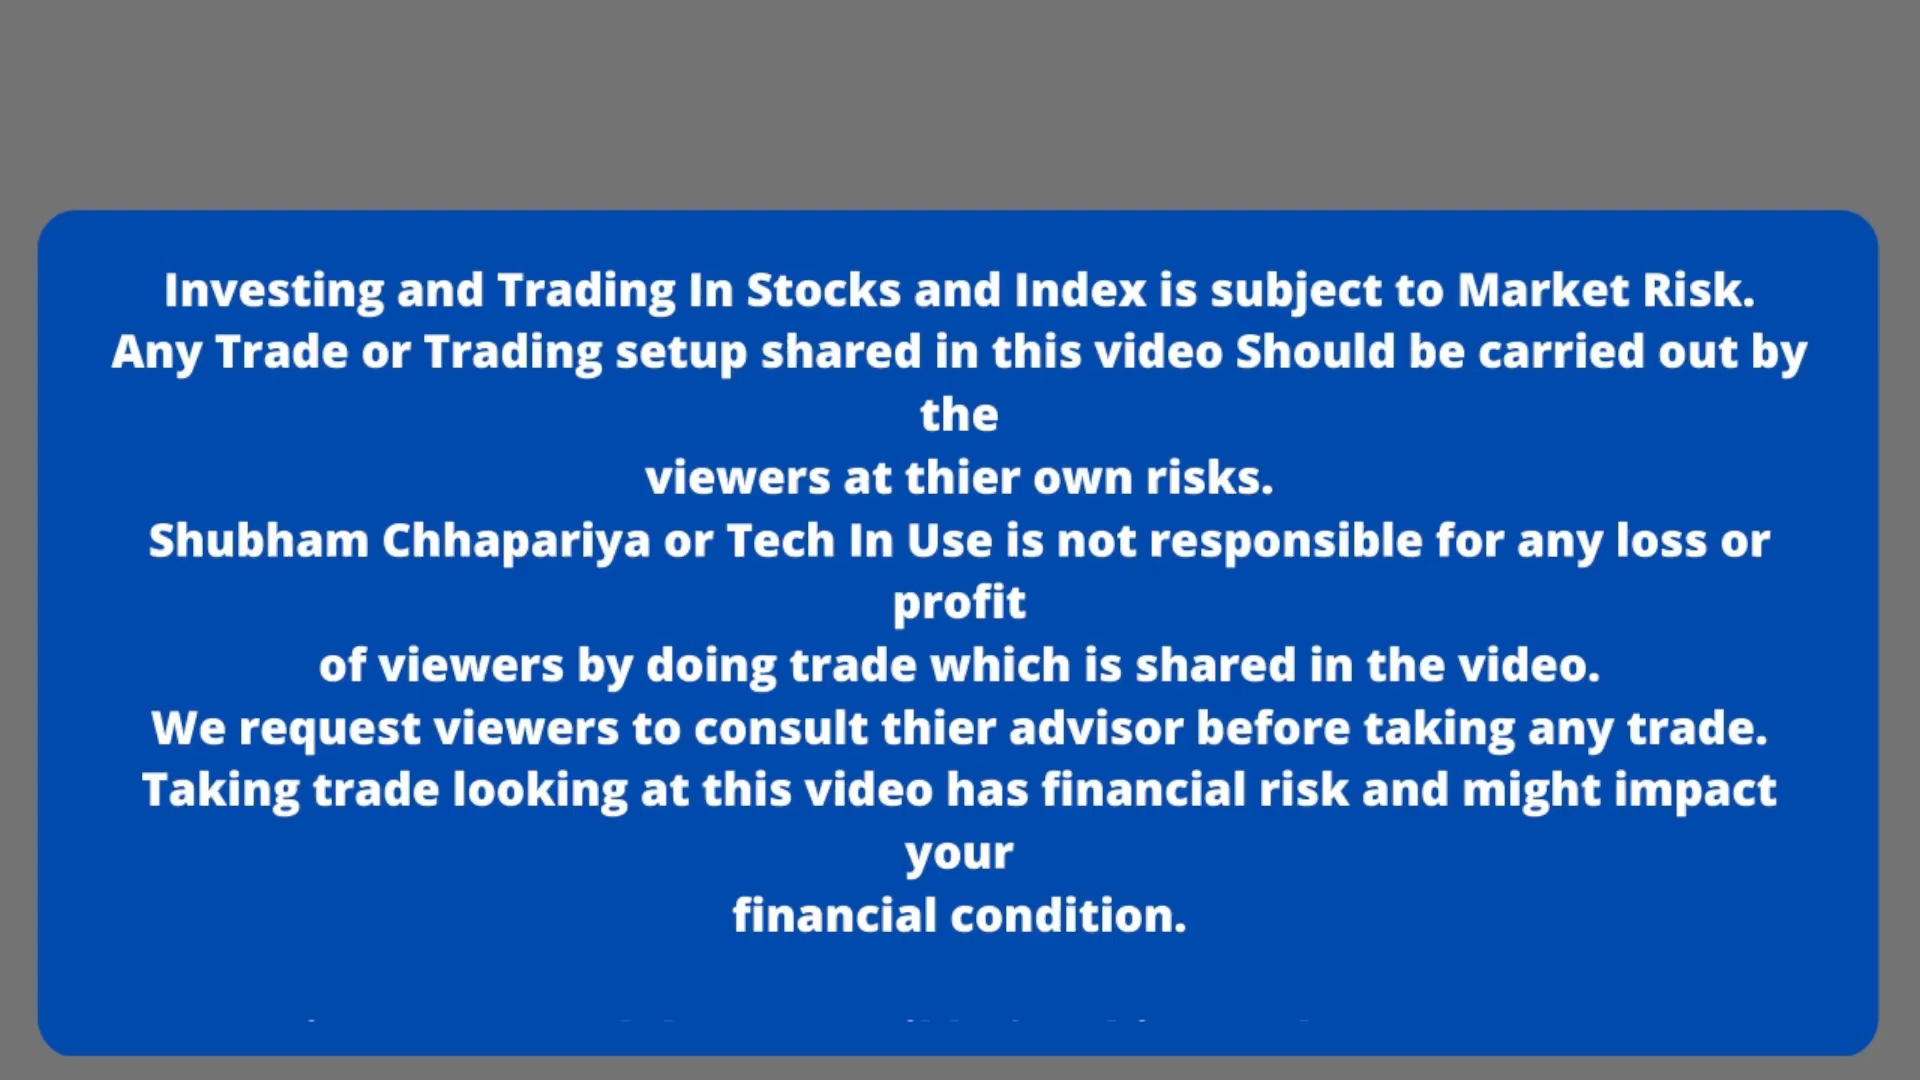 Investing and Trading In Stocks and Index is subject to Market Risk.
Any Trade or Trading setup shared in this video Should be carried out by
the
viewers at thier own risks.
Shubham Chhapariya or Tech In Use is not responsible for any loss or
profit
of viewers by doing trade which is shared in the video.
We request viewers to consult thier advisor before taking any trade.
Taking trade looking at this video has financial risk and might impact
your
financial condition.